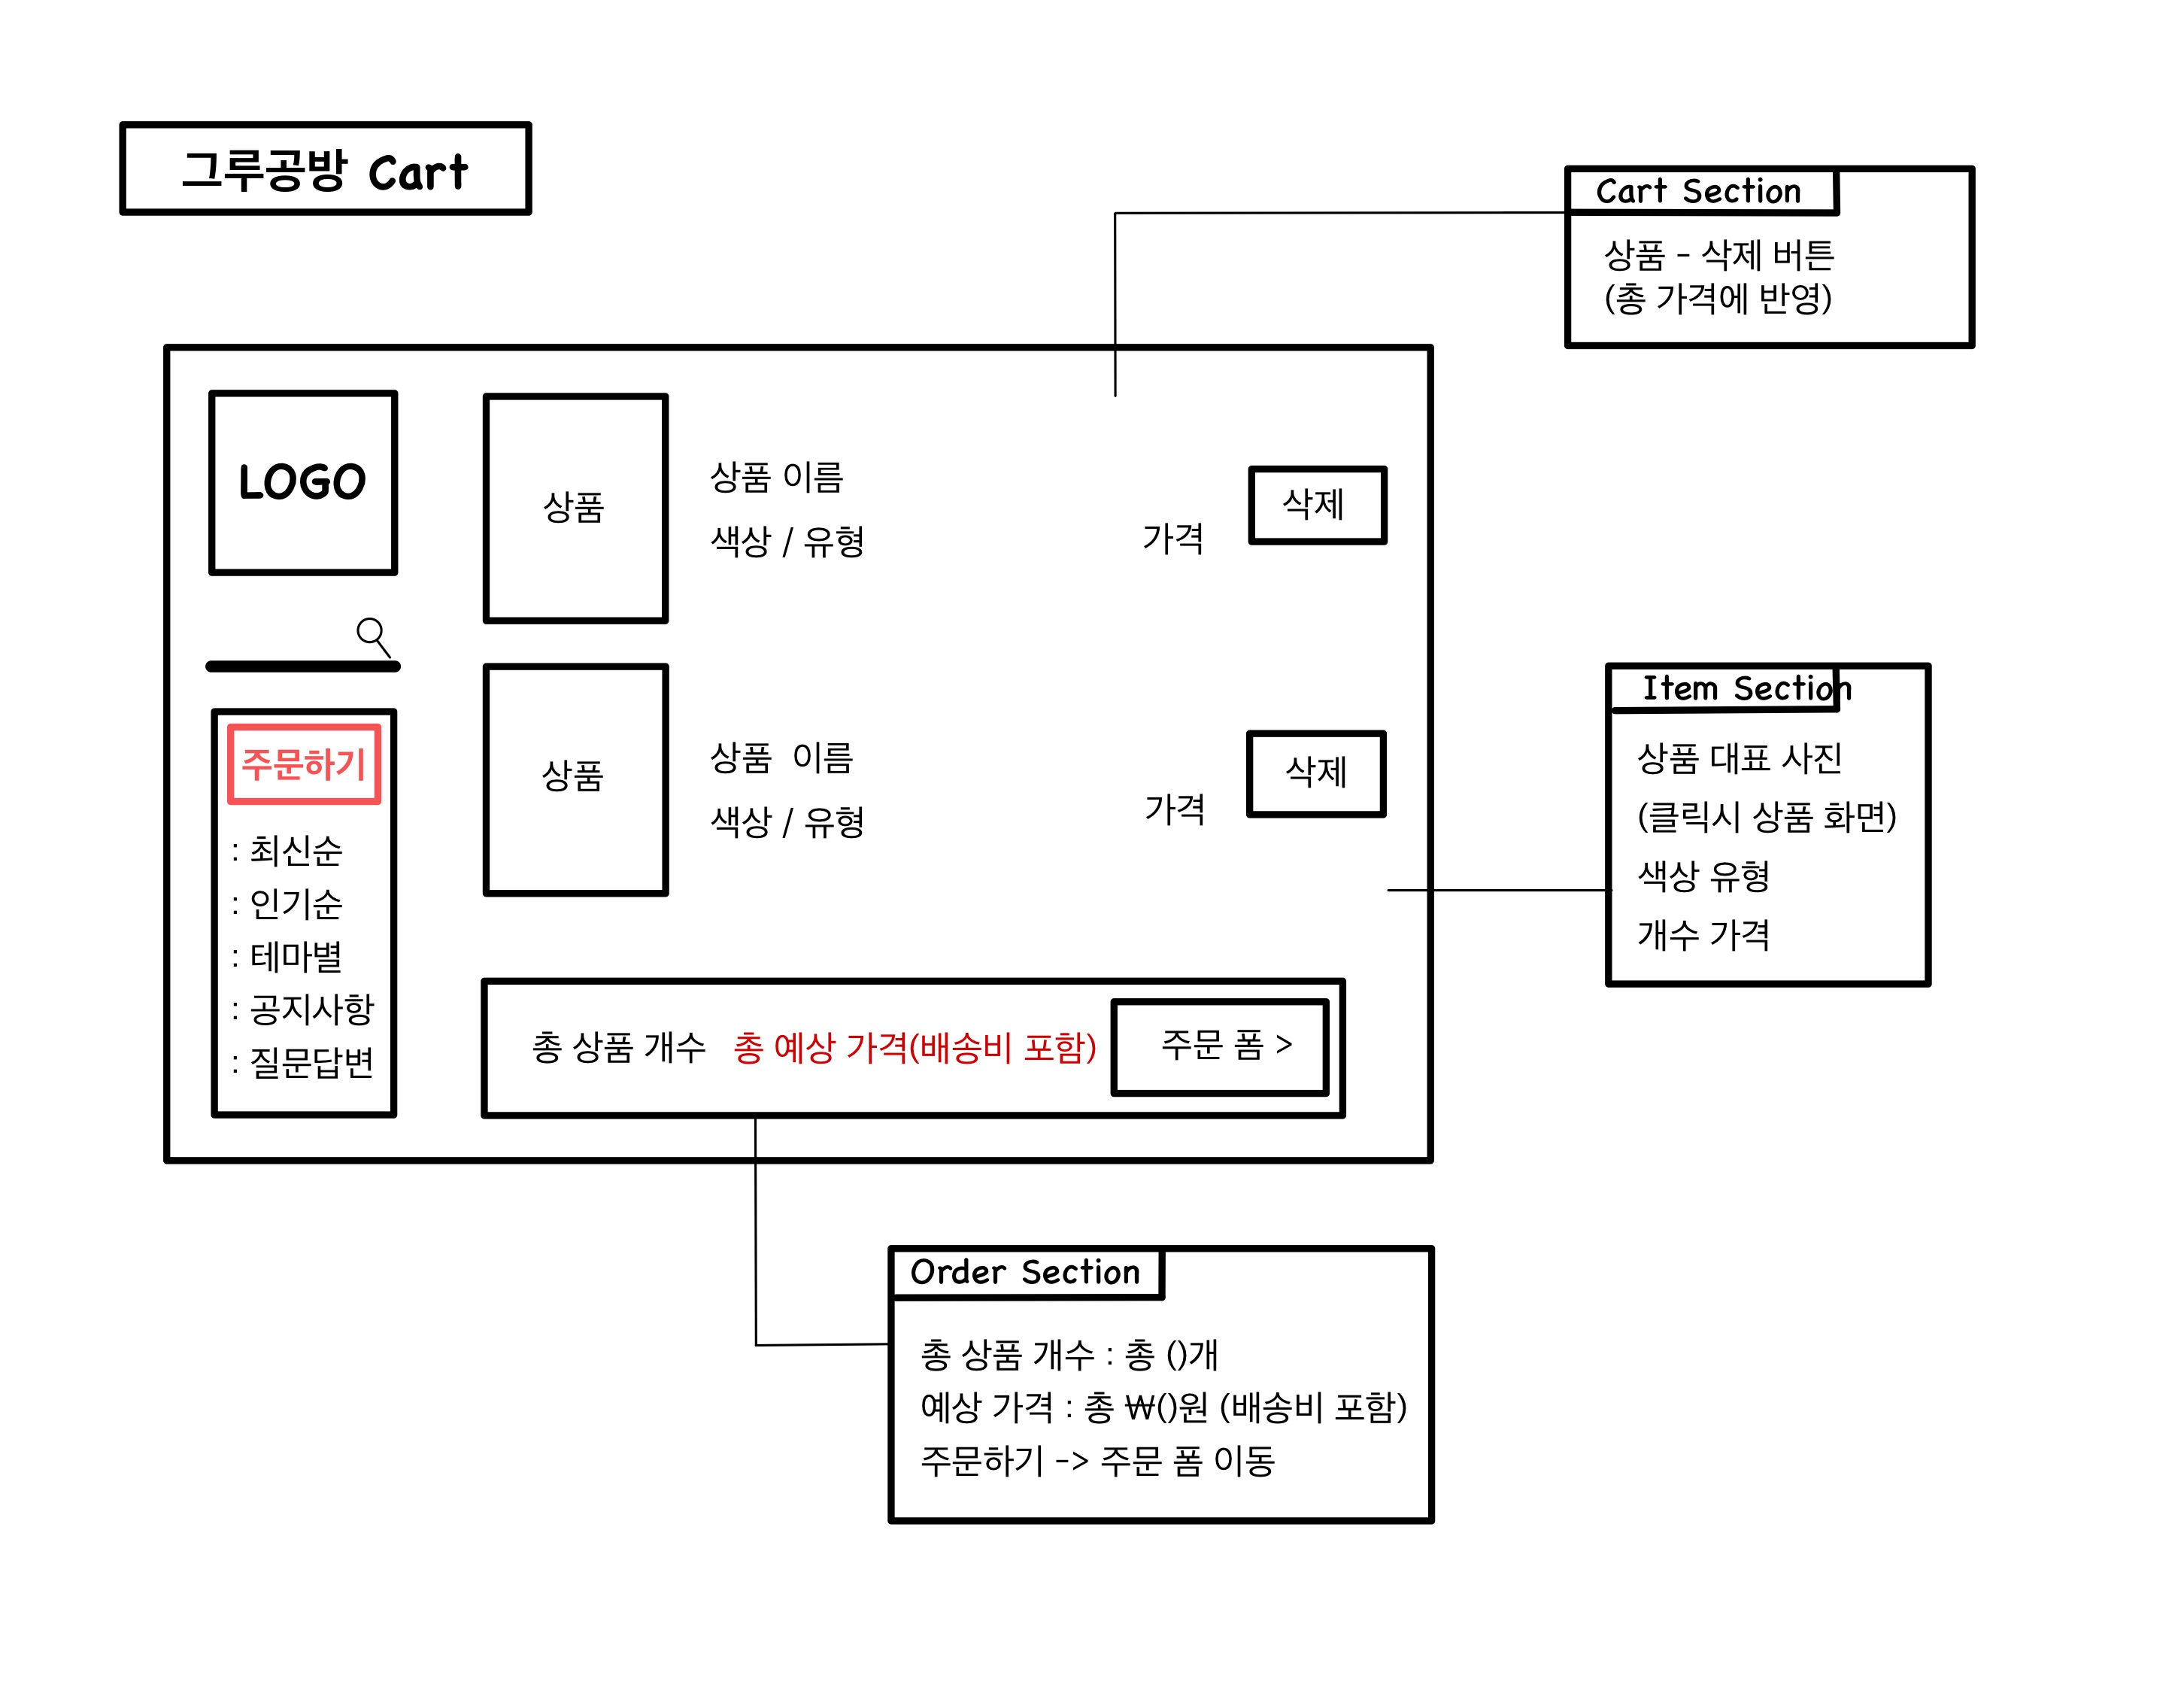 그루공방 Cart
Cart Section
상품 - 삭제 버튼
(총 가격에 반영)
LOGO
상품
상품 이름
색상 / 유형
가격
삭제
상품
상품 이름
색상 / 유형
가격
삭제
주문하기
: 최신순
: 인기순
: 테마별
: 공지사항
: 질문답변
Item Section
상품 대표 사진
(클릭시 상품 화면)
색상 유형
개수 가격
총 상품 개수 총 예상 가격(배송비 포함) 주문 폼 >
Order Section
총 상품 개수 : 총 ()개
예상 가격 : 총 ₩()원 (배송비 포함)
주문하기 -> 주문 폼 이동